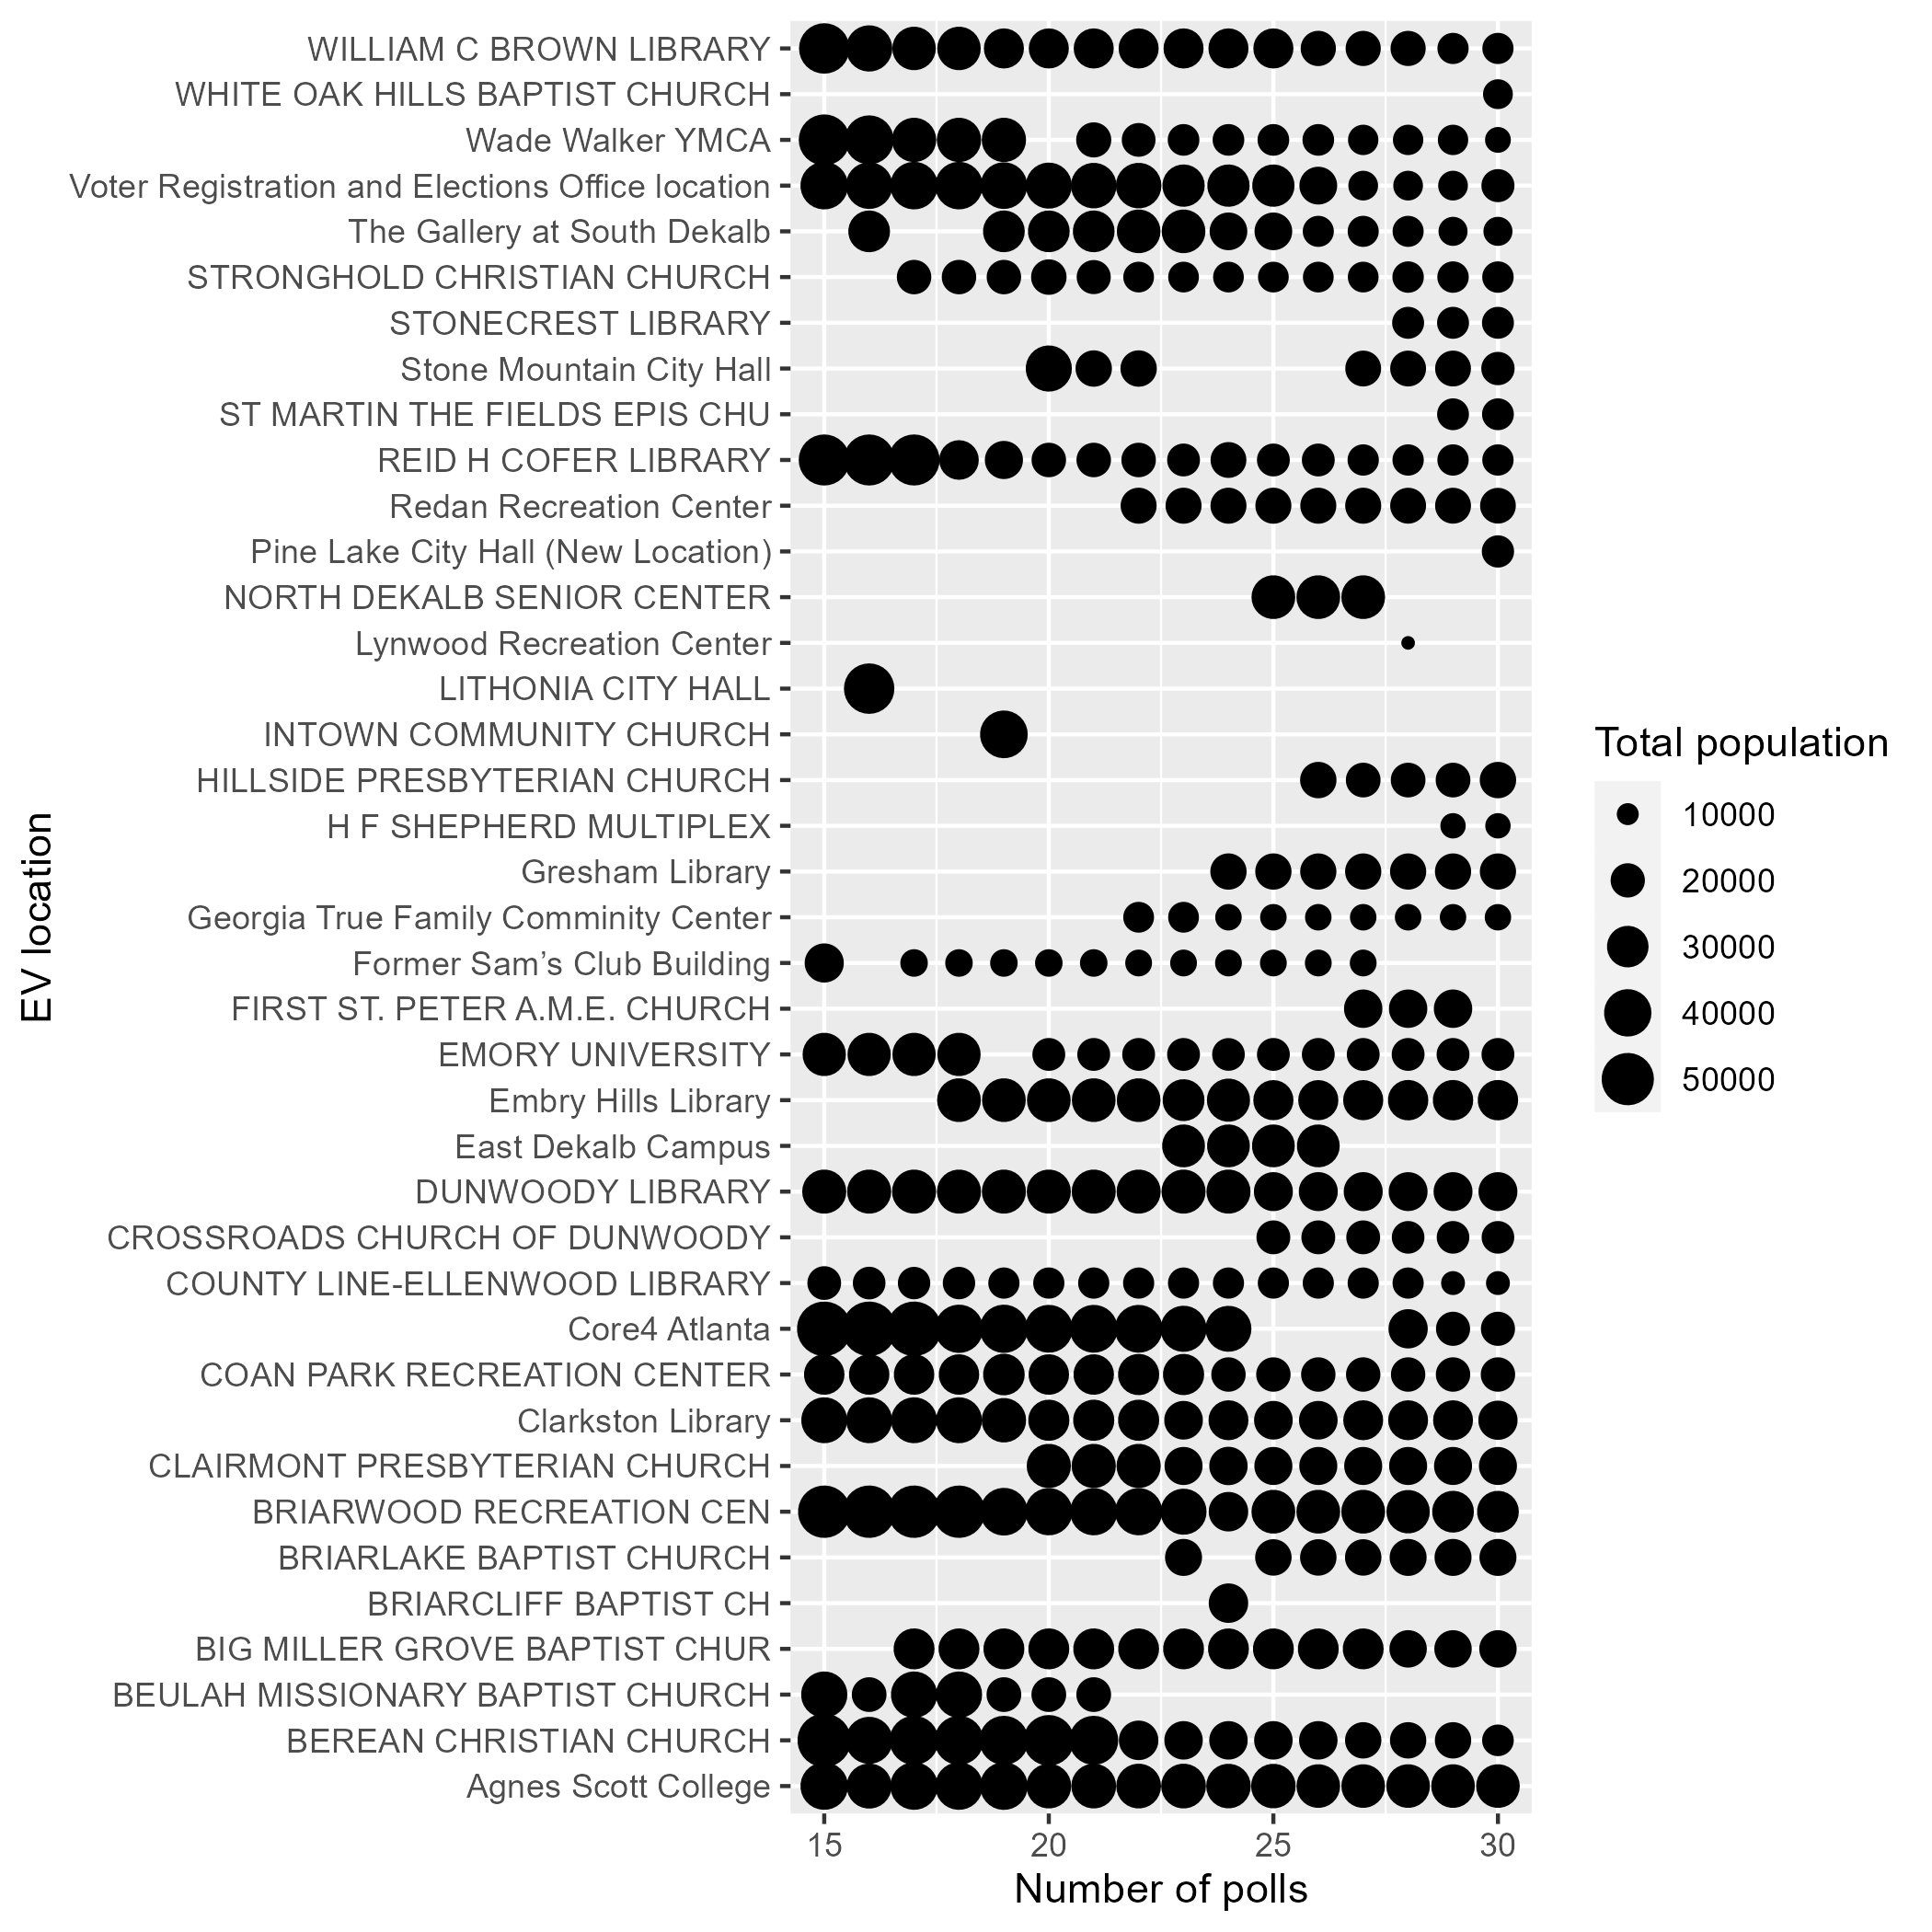 WILLIAM C BROWN LIBRARY
WHITE OAK HILLS BAPTIST CHURCH
Wade Walker YMCA
Voter Registration and Elections Office location
The Gallery at South Dekalb
STRONGHOLD CHRISTIAN CHURCH
STONECREST LIBRARY
Stone Mountain City Hall
ST MARTIN THE FIELDS EPIS CHU
REID H COFER LIBRARY
Redan Recreation Center
Pine Lake City Hall (New Location)
NORTH DEKALB SENIOR CENTER
Lynwood Recreation Center
LITHONIA CITY HALL
INTOWN COMMUNITY CHURCH
HILLSIDE PRESBYTERIAN CHURCH
H F SHEPHERD MULTIPLEX
Gresham Library
Georgia True Family Comminity Center
Former Sam’s Club Building
FIRST ST. PETER A.M.E. CHURCH
EMORY UNIVERSITY
Embry Hills Library
East Dekalb Campus
DUNWOODY LIBRARY
CROSSROADS CHURCH OF DUNWOODY
COUNTY LINE-ELLENWOOD LIBRARY
Core4 Atlanta
COAN PARK RECREATION CENTER
Clarkston Library
CLAIRMONT PRESBYTERIAN CHURCH
BRIARWOOD RECREATION CEN
BRIARLAKE BAPTIST CHURCH
BRIARCLIFF BAPTIST CH
BIG MILLER GROVE BAPTIST CHUR
BEULAH MISSIONARY BAPTIST CHURCH
BEREAN CHRISTIAN CHURCH
Agnes Scott College
EV location
15 20 25 30
Number of polls
Total population
10000
20000
30000
40000
50000